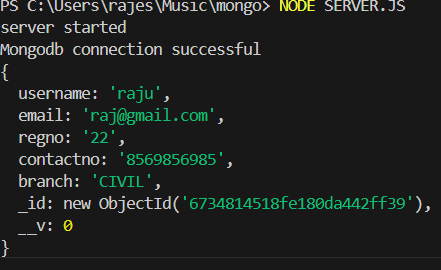 PS C:\Users\rajes\Music\mongo> NODE SERVER.JS
server started
Mongodb connection successful
{
  username: 'raju',
  email: 'raj@gmail.com',
  regno: '22',
  contactno: '8569856985',
  branch: 'CIVIL',
  _id: new ObjectId('6734814518fe180da442ff39'),
  __v: 0
}